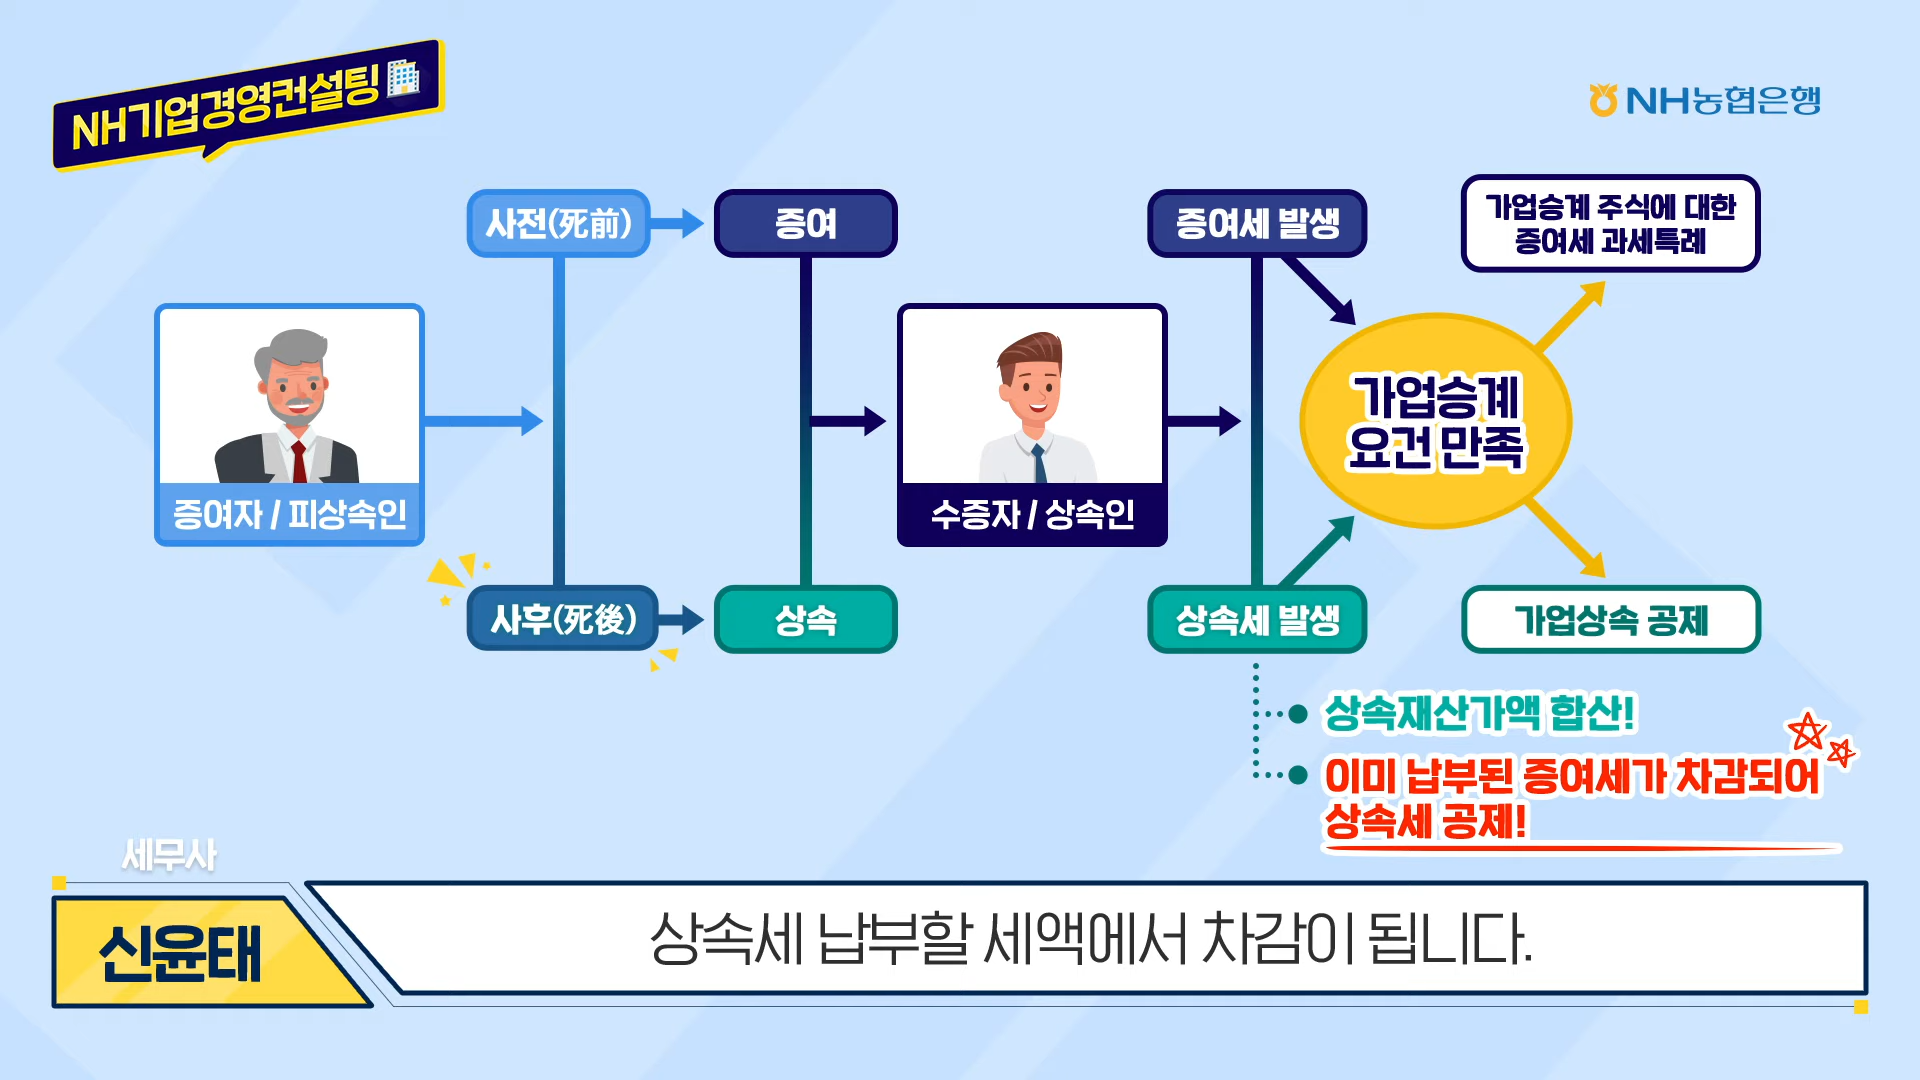 NH기업경영컨설팅
NH농협은행
사전(死前)
증여
증여세 발생
가업승계 주식에 대한
증여세 과세특례
가업승계
요건 만족
증여자 / 피상속인
수증자 / 상속인
사후(死後)
상속
상속세 발생
가업상속 공제
상속재산가액 합산!
이미 납부된 증여세가 차감되어
상속세 공제!
세무사
신윤태
상속세 납부할 세액에서 차감이 됩니다.